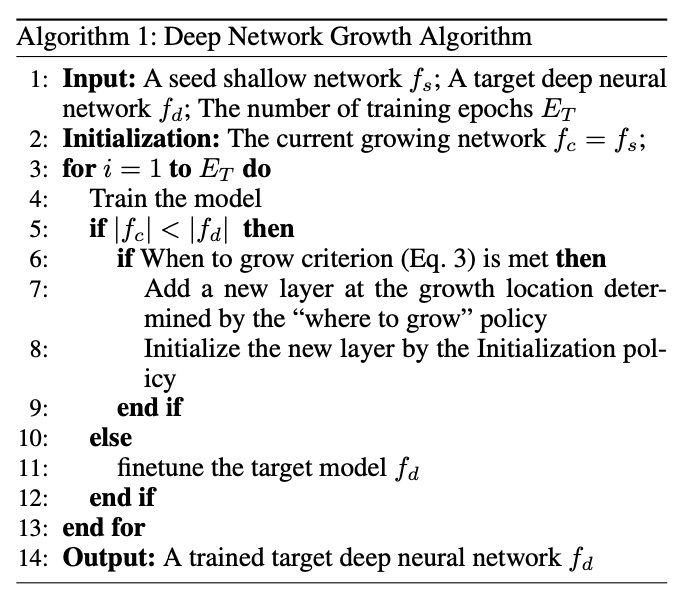 Algorithm 1: Deep Network Growth Algorithm
1: Input: A seed shallow network f_s; A target deep neural
network f_d; The number of training epochs E_T
2: Initialization: The current growing network f_c = f_s;
3: for i = 1 to E_T do
4: Train the model
5: if |f_c| < |f_d| then
6: if When to grow criterion (Eq. 3) is met then
7: Add a new layer at the growth location deter-
mined by the “where to grow” policy
8: Initialize the new layer by the Initialization pol-
icy
9: end if
10: else
11: finetune the target model f_d
12: end if
13: end for
14: Output: A trained target deep neural network f_d